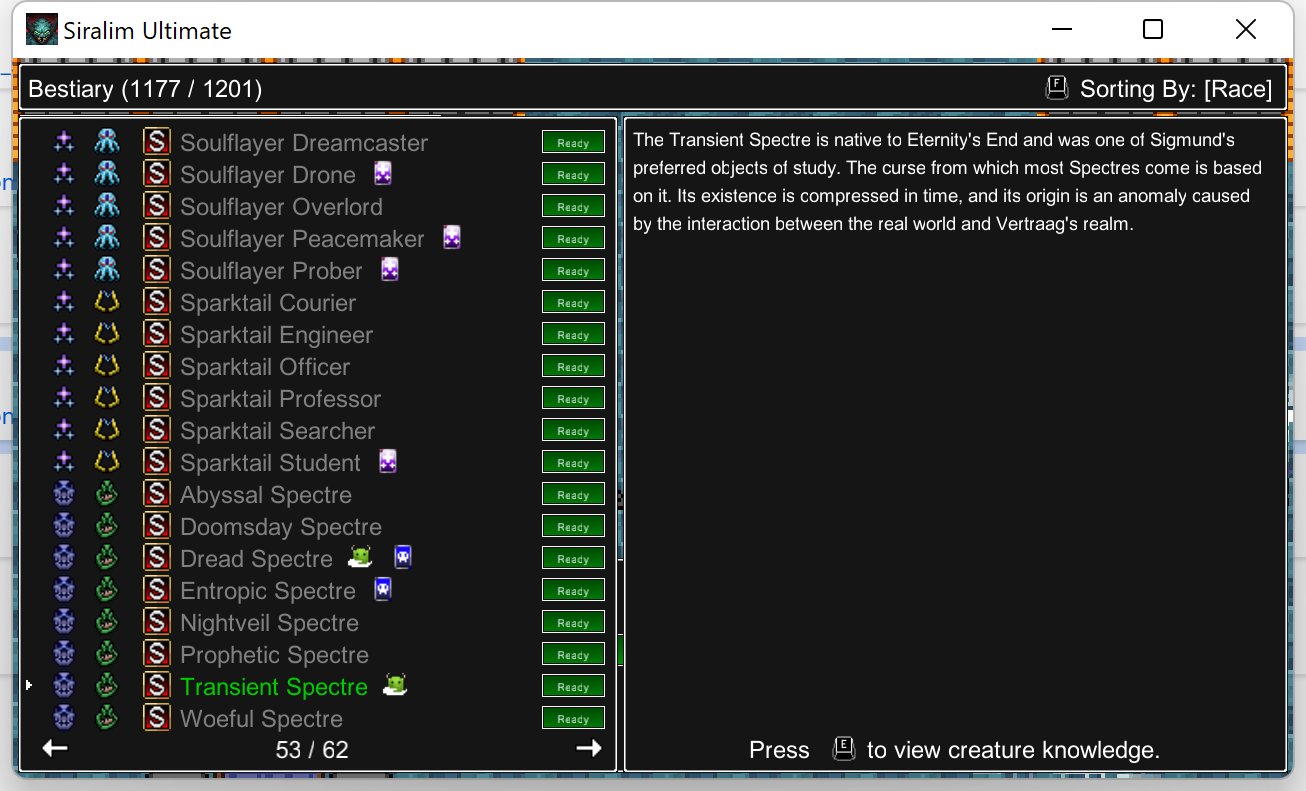 Siralim Ultimate
Bestiary (1177 / 1201)
F Sorting By: [Race]
S Soulflayer Dreamcaster Ready
S Soulflayer Drone Ready
S Soulflayer Overlord Ready
S Soulflayer Peacemaker Ready
S Soulflayer Prober Ready
S Sparktail Courier Ready
S Sparktail Engineer Ready
S Sparktail Officer Ready
S Sparktail Professor Ready
S Sparktail Searcher Ready
S Sparktail Student Ready
S Abyssal Spectre Ready
S Doomsday Spectre Ready
S Dread Spectre Ready
S Entropic Spectre Ready
S Nightveil Spectre Ready
S Prophetic Spectre Ready
S Transient Spectre Ready
S Woeful Spectre Ready
53 / 62
The Transient Spectre is native to Eternity's End and was one of Sigmund's
preferred objects of study. The curse from which most Spectres come is based
on it. Its existence is compressed in time, and its origin is an anomaly caused
by the interaction between the real world and Vertraag's realm.
Press E to view creature knowledge.